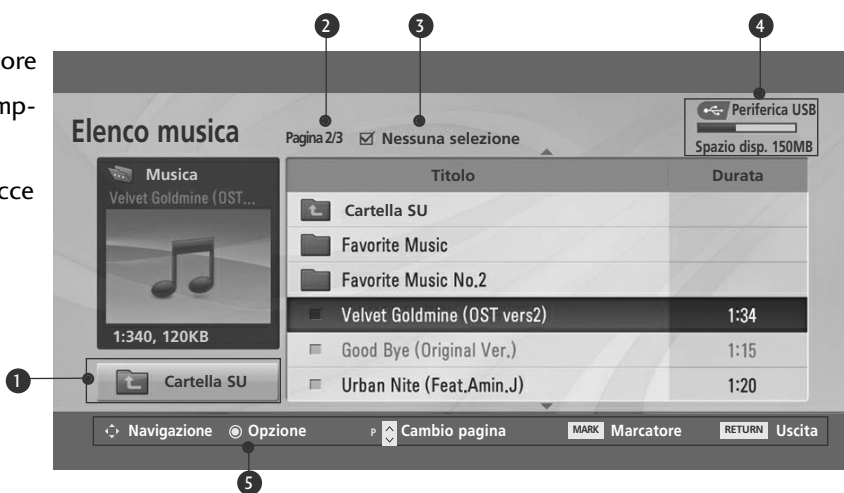 2 3 4
ore
mp-
cce
Periferica USB
Elenco musica Pagina 2/3 Nessuna selezione
Spazio disp. 150MB
Musica
Velvet Goldmine (OST...
1:340, 120KB
Titolo Durata
Cartella SU
Favorite Music
Favorite Music No.2
Velvet Goldmine (OST vers2) 1:34
Good Bye (Original Ver.) 1:15
Urban Nite (Feat.Amin.J) 1:20
1 Cartella SU
Navigazione Opzione P Cambio pagina MARK Marcatore RETURN Uscita
5